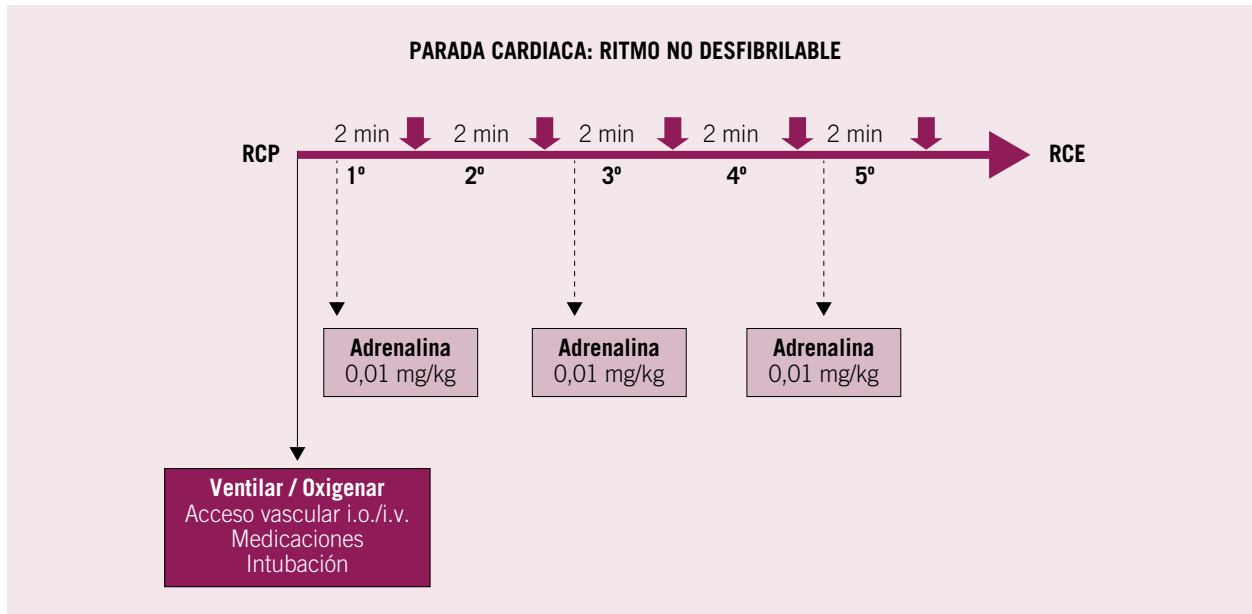 PARADA CARDIACA: RITMO NO DESFIBRILABLE
2 min 2 min 2 min 2 min 2 min
RCP RCE
1º 2º 3º 4º 5º
Adrenalina
0,01 mg/kg
Adrenalina
0,01 mg/kg
Adrenalina
0,01 mg/kg
Ventilar / Oxigenar
Acceso vascular i.o./i.v.
Medicaciones
Intubación